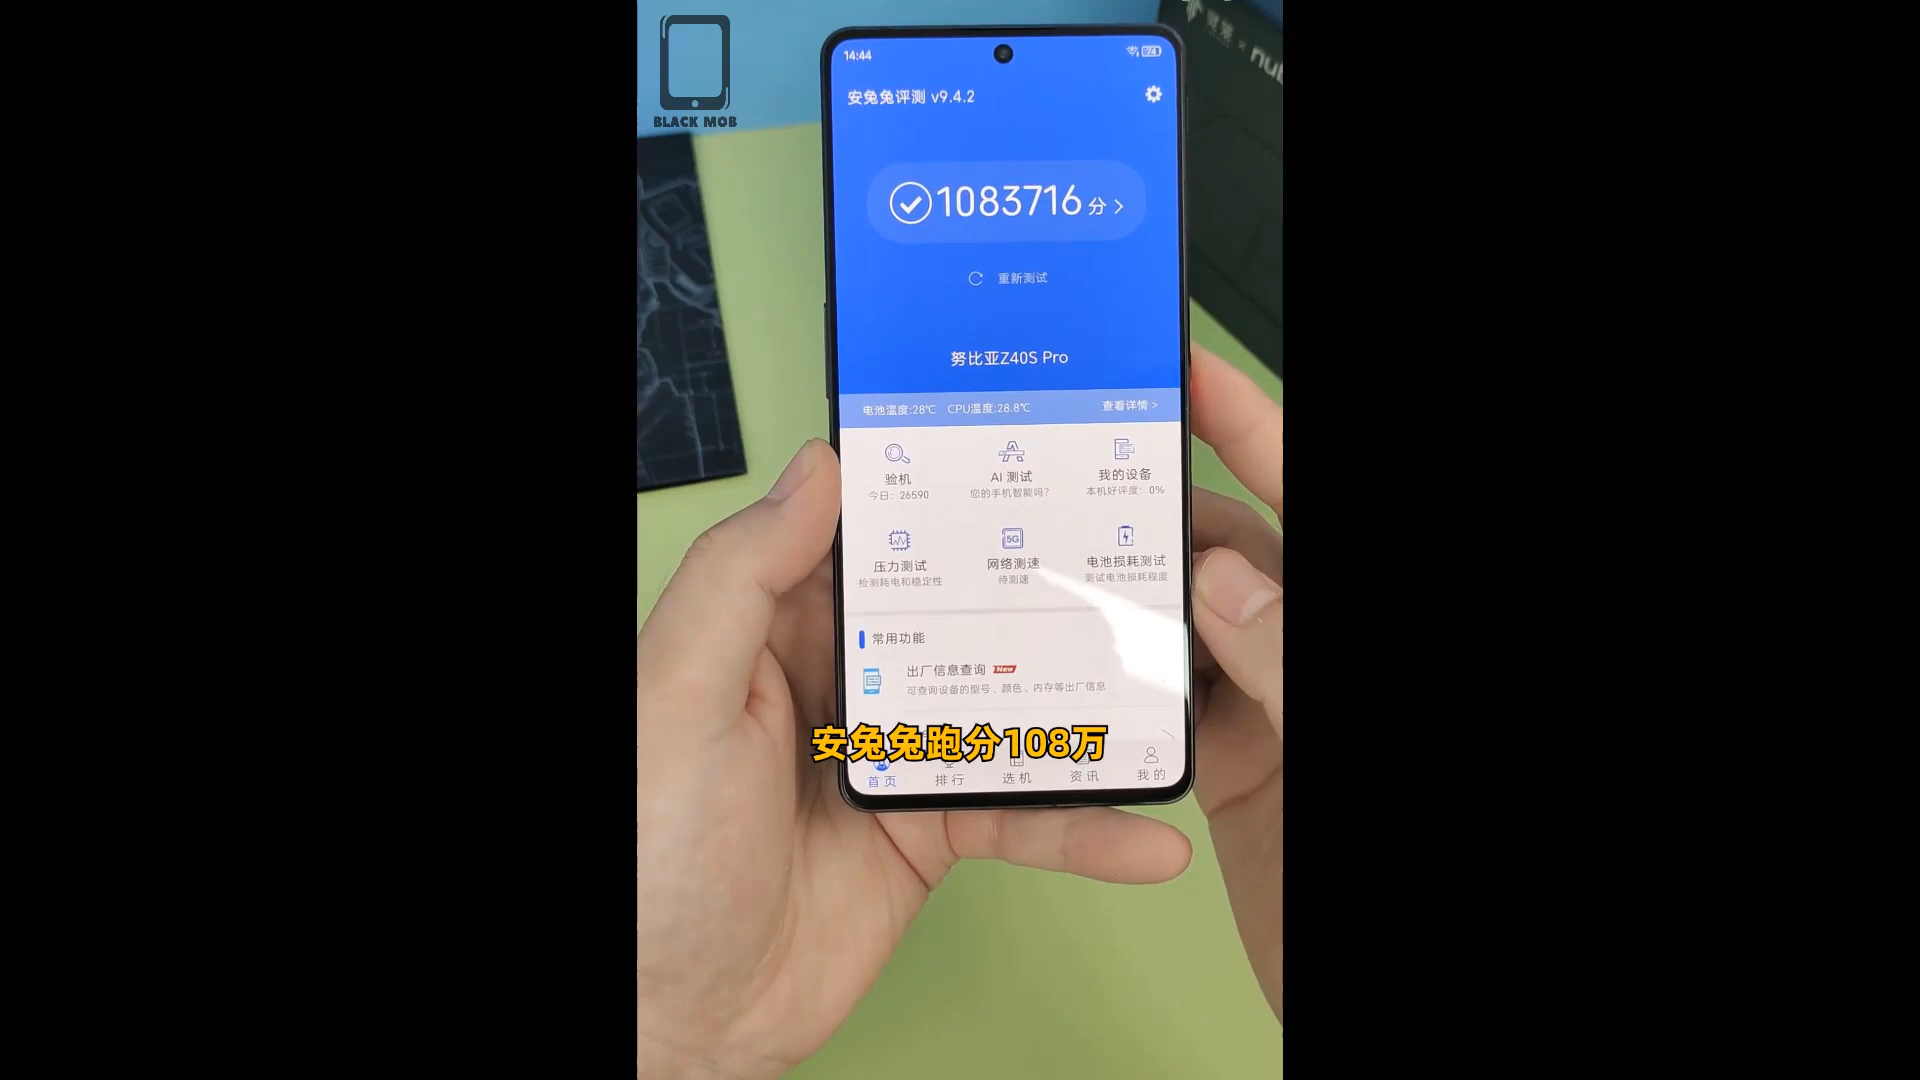 BLACK MOB
灵笼 × nub
14:44
74
安兔兔评测 v9.4.2
1083716分 >
重新测试
努比亚Z40S Pro
电池温度:28℃ CPU温度:28.8℃ 查看详情 >
验机 AI 测试 我的设备
今日：26590 您的手机智能吗？ 本机好评度：0%
5G
压力测试 网络测速 电池损耗测试
检测耗电和稳定性 待测速 测试电池损耗程度
常用功能
出厂信息查询 New
可查询设备的型号、颜色、内存等出厂信息
安兔兔跑分108万
首页 排行 选机 资讯 我的